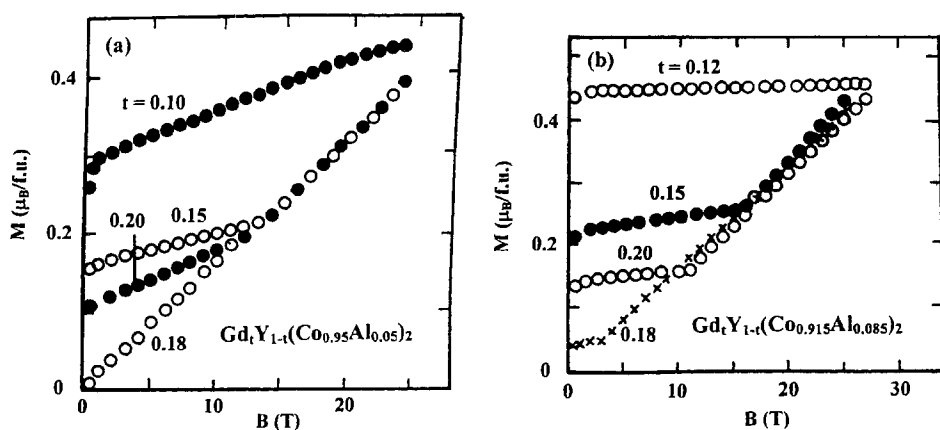 (a)
0.4
t = 0.10
M (μB/f.u.)
0.2
0.20
0.15
0.18
GdtY1-t(Co0.95Al0.05)2
0
0
10
20
B (T)
(b)
t = 0.12
0.4
M (μB/f.u.)
0.15
0.2
0.20
0.18
GdtY1-t(Co0.915Al0.085)2
0
0
10
20
30
B (T)